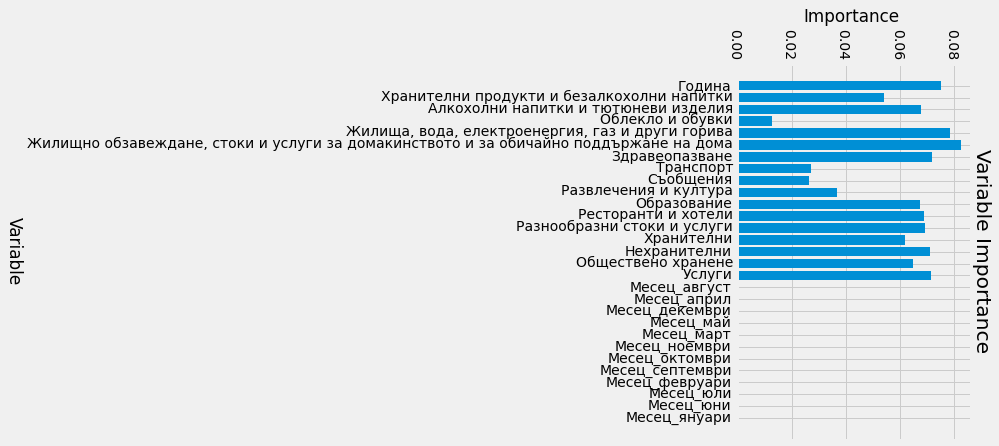 Importance
0.00
0.02
0.04
0.06
0.08
Година
Хранителни продукти и безалкохолни напитки
Алкохолни напитки и тютюневи изделия
Облекло и обувки
Жилища, вода, електроенергия, газ и други горива
Жилищно обзавеждане, стоки и услуги за домакинството и за обичайно поддържане на дома
Здравеопазване
Транспорт
Съобщения
Развлечения и култура
Образование
Ресторанти и хотели
Разнообразни стоки и услуги
Хранителни
Нехранителни
Обществено хранене
Услуги
Месец_август
Месец_април
Месец_декември
Месец_май
Месец_март
Месец_ноември
Месец_октомври
Месец_септември
Месец_февруари
Месец_юли
Месец_юни
Месец_януари
Variable
Variable Importance